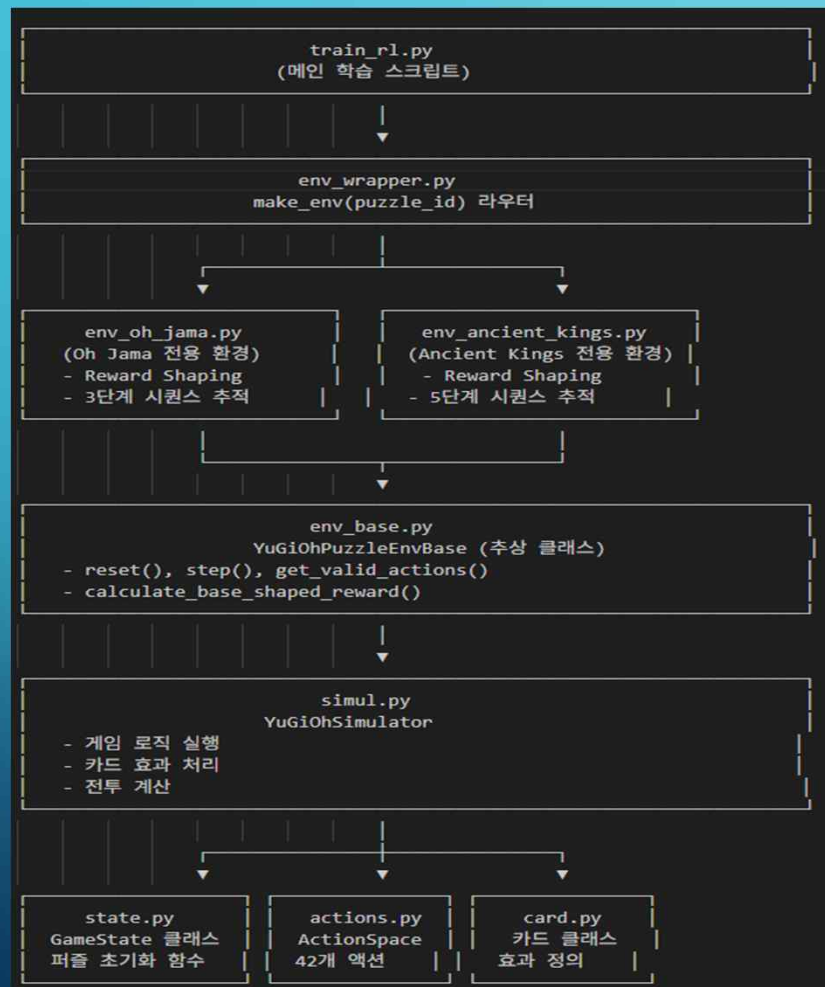 train_rl.py
(메인 학습 스크립트)
env_wrapper.py
make_env(puzzle_id) 라우터
env_oh_jama.py
(Oh Jama 전용 환경)
- Reward Shaping
- 3단계 시퀀스 추적
env_ancient_kings.py
(Ancient Kings 전용 환경)
- Reward Shaping
- 5단계 시퀀스 추적
env_base.py
YuGiOhPuzzleEnvBase (추상 클래스)
- reset(), step(), get_valid_actions()
- calculate_base_shaped_reward()
simul.py
YuGiOhSimulator
- 게임 로직 실행
- 카드 효과 처리
- 전투 계산
state.py
GameState 클래스
퍼즐 초기화 함수
actions.py
ActionSpace
42개 액션
card.py
카드 클래스
효과 정의